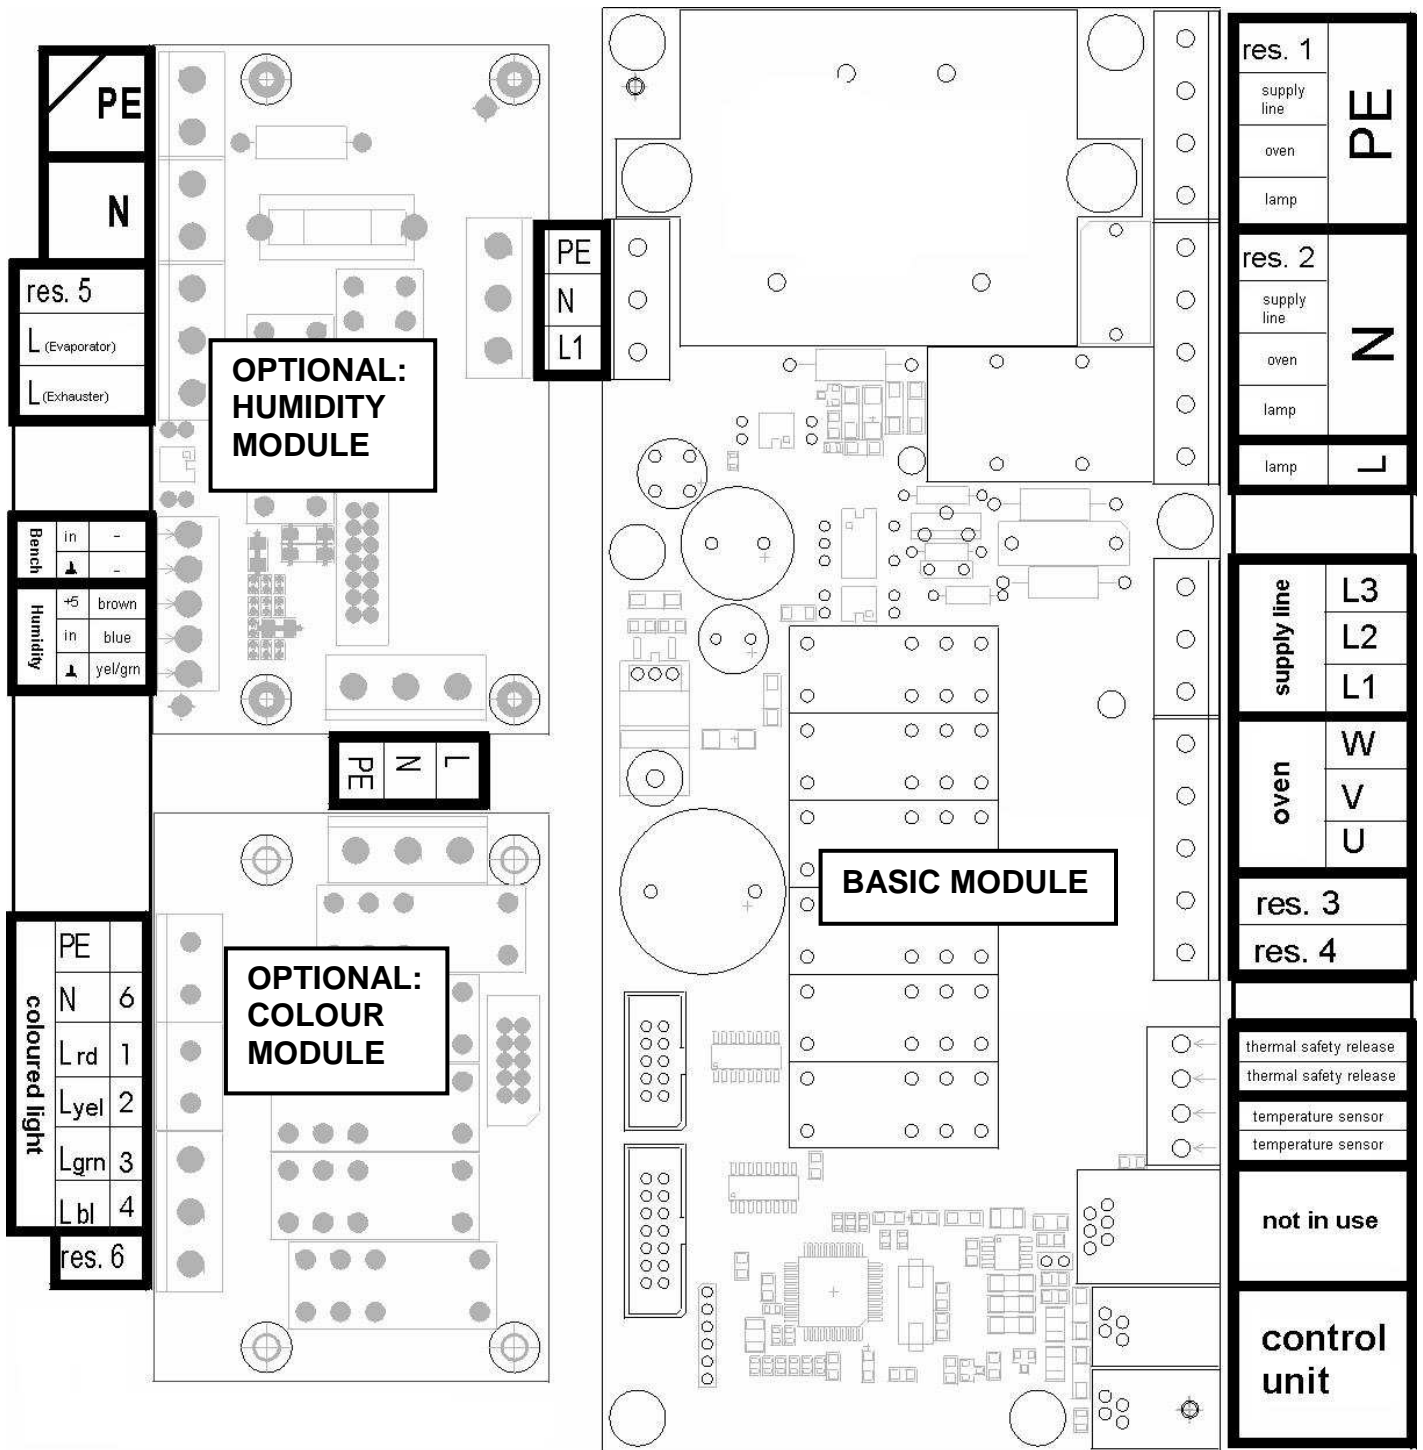 PE
N
res. 5
L (Evaporator)
L (Exhauster)
OPTIONAL:
HUMIDITY
MODULE
PE
N
L1
Bench
in -
-
Humidity
+5 brown
in blue
yel/grn
PE
N
L
coloured light
PE
N 6
L rd 1
Lyel 2
Lgrn 3
L bl 4
res. 6
OPTIONAL:
COLOUR
MODULE
BASIC MODULE
res. 1
supply
line
oven
lamp
PE
res. 2
supply
line
oven
lamp
N
lamp
L
supply line
L3
L2
L1
oven
W
V
U
res. 3
res. 4
thermal safety release
thermal safety release
temperature sensor
temperature sensor
not in use
control
unit